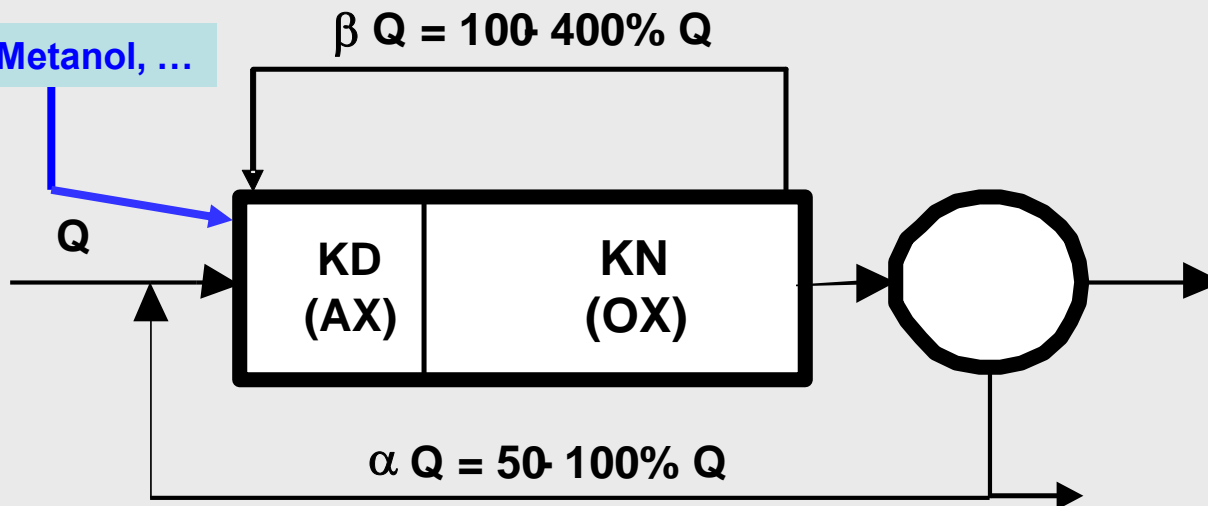 β Q = 100- 400% Q
Metanol, …
Q
KD
(AX)
KN
(OX)
α Q = 50- 100% Q